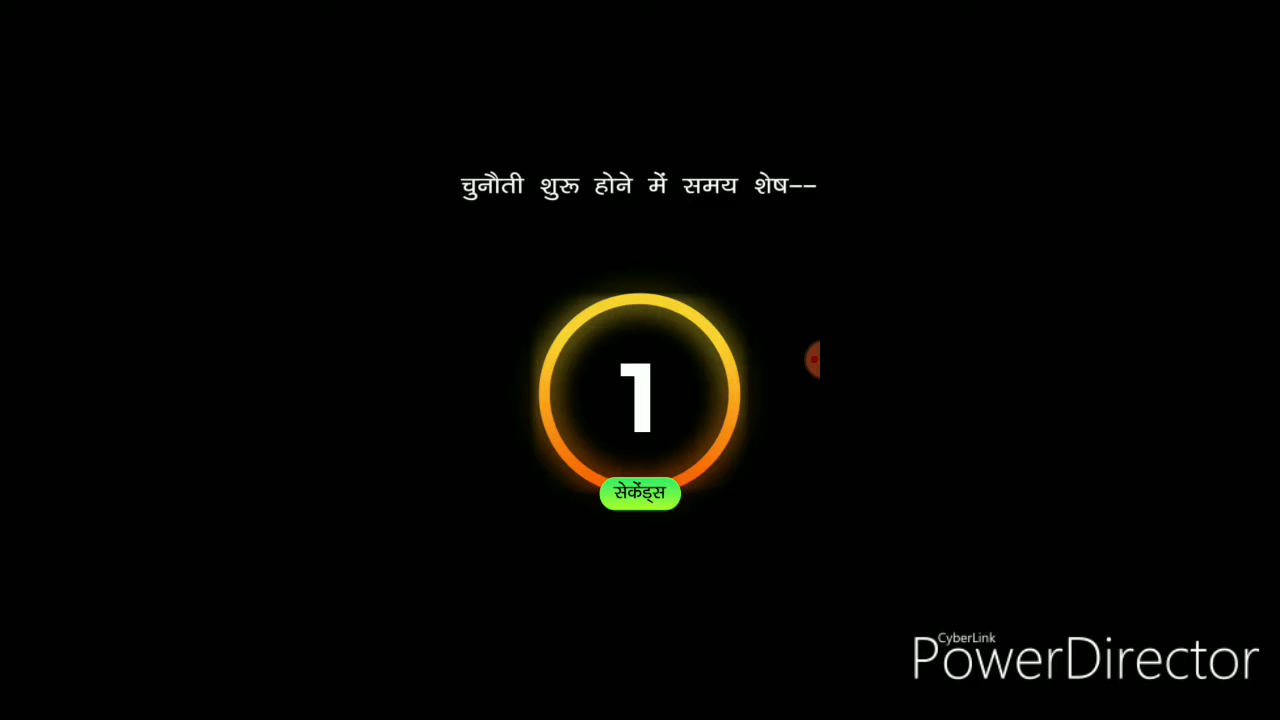 चुनौती शुरू होने में समय शेष--
1
सेकेंड्स
CyberLink
PowerDirector